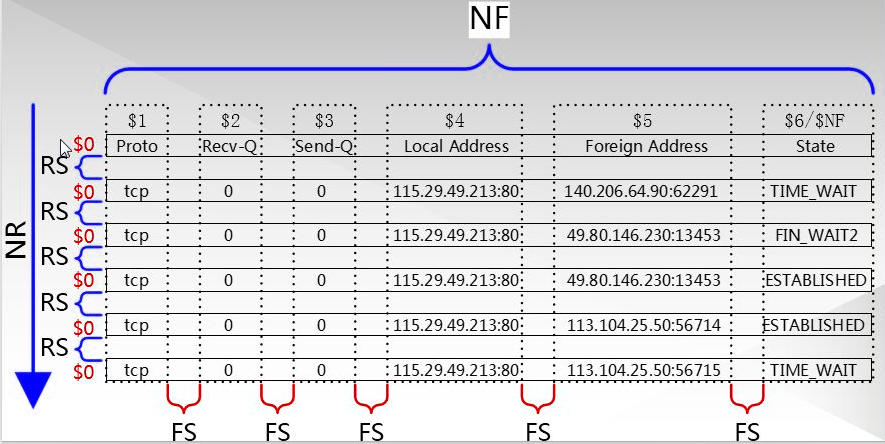 NF
$1 $2 $3 $4 $5 $6/$NF
$0 Proto Recv-Q Send-Q Local Address Foreign Address State
RS
$0 tcp 0 0 115.29.49.213:80 140.206.64.90:62291 TIME_WAIT
RS
$0 tcp 0 0 115.29.49.213:80 49.80.146.230:13453 FIN_WAIT2
NR
RS
$0 tcp 0 0 115.29.49.213:80 49.80.146.230:13453 ESTABLISHED
RS
$0 tcp 0 0 115.29.49.213:80 113.104.25.50:56714 ESTABLISHED
RS
$0 tcp 0 0 115.29.49.213:80 113.104.25.50:56715 TIME_WAIT
FS FS FS FS FS